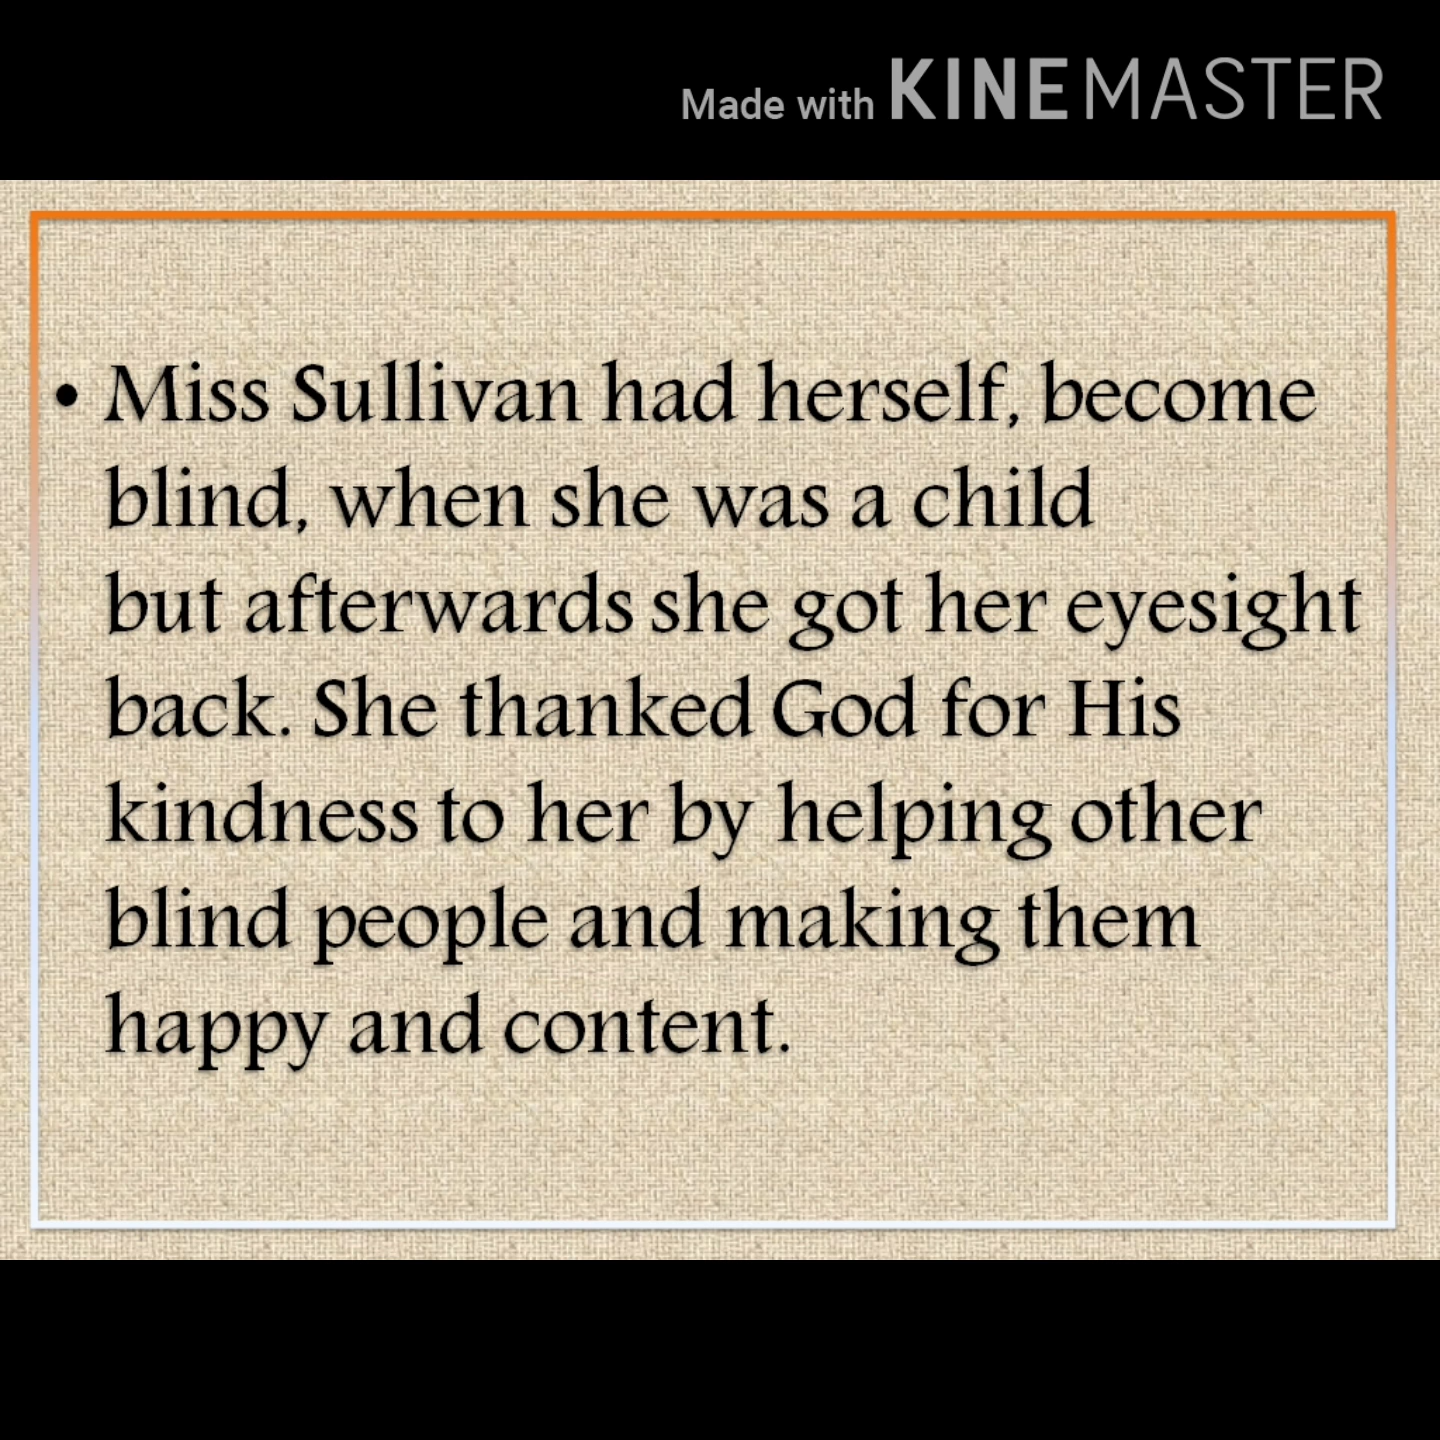 Made with KINEMASTER
• Miss Sullivan had herself, become
blind, when she was a child
but afterwards she got her eyesight
back. She thanked God for His
kindness to her by helping other
blind people and making them
happy and content.